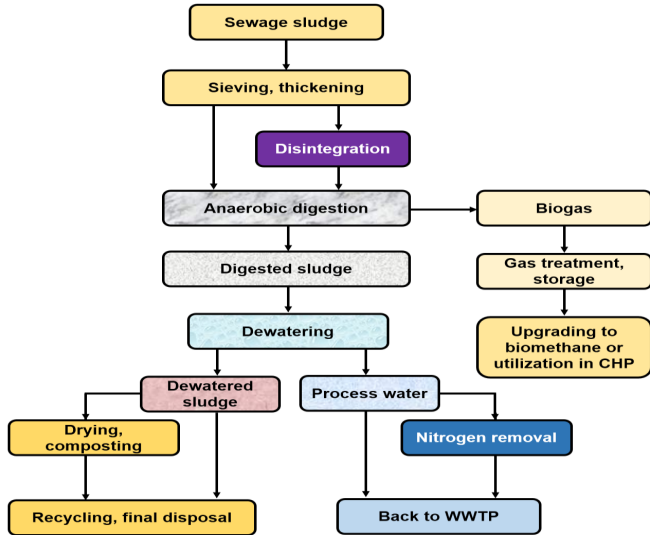 Sewage sludge
Sieving, thickening
Disintegration
Anaerobic digestion
Biogas
Digested sludge
Gas treatment,
storage
Dewatering
Upgrading to
biomethane or
utilization in CHP
Dewatered
sludge
Process water
Drying,
composting
Nitrogen removal
Recycling, final disposal
Back to WWTP